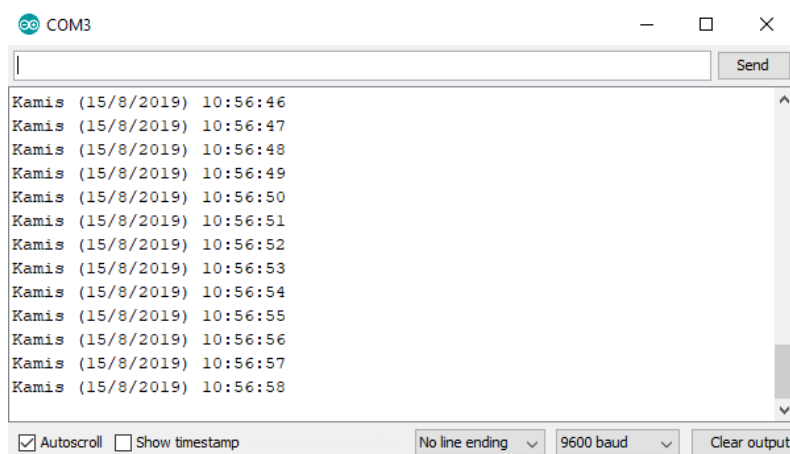 COM3
Send
Kamis (15/8/2019) 10:56:46
Kamis (15/8/2019) 10:56:47
Kamis (15/8/2019) 10:56:48
Kamis (15/8/2019) 10:56:49
Kamis (15/8/2019) 10:56:50
Kamis (15/8/2019) 10:56:51
Kamis (15/8/2019) 10:56:52
Kamis (15/8/2019) 10:56:53
Kamis (15/8/2019) 10:56:54
Kamis (15/8/2019) 10:56:55
Kamis (15/8/2019) 10:56:56
Kamis (15/8/2019) 10:56:57
Kamis (15/8/2019) 10:56:58
Autoscroll Show timestamp No line ending 9600 baud Clear output